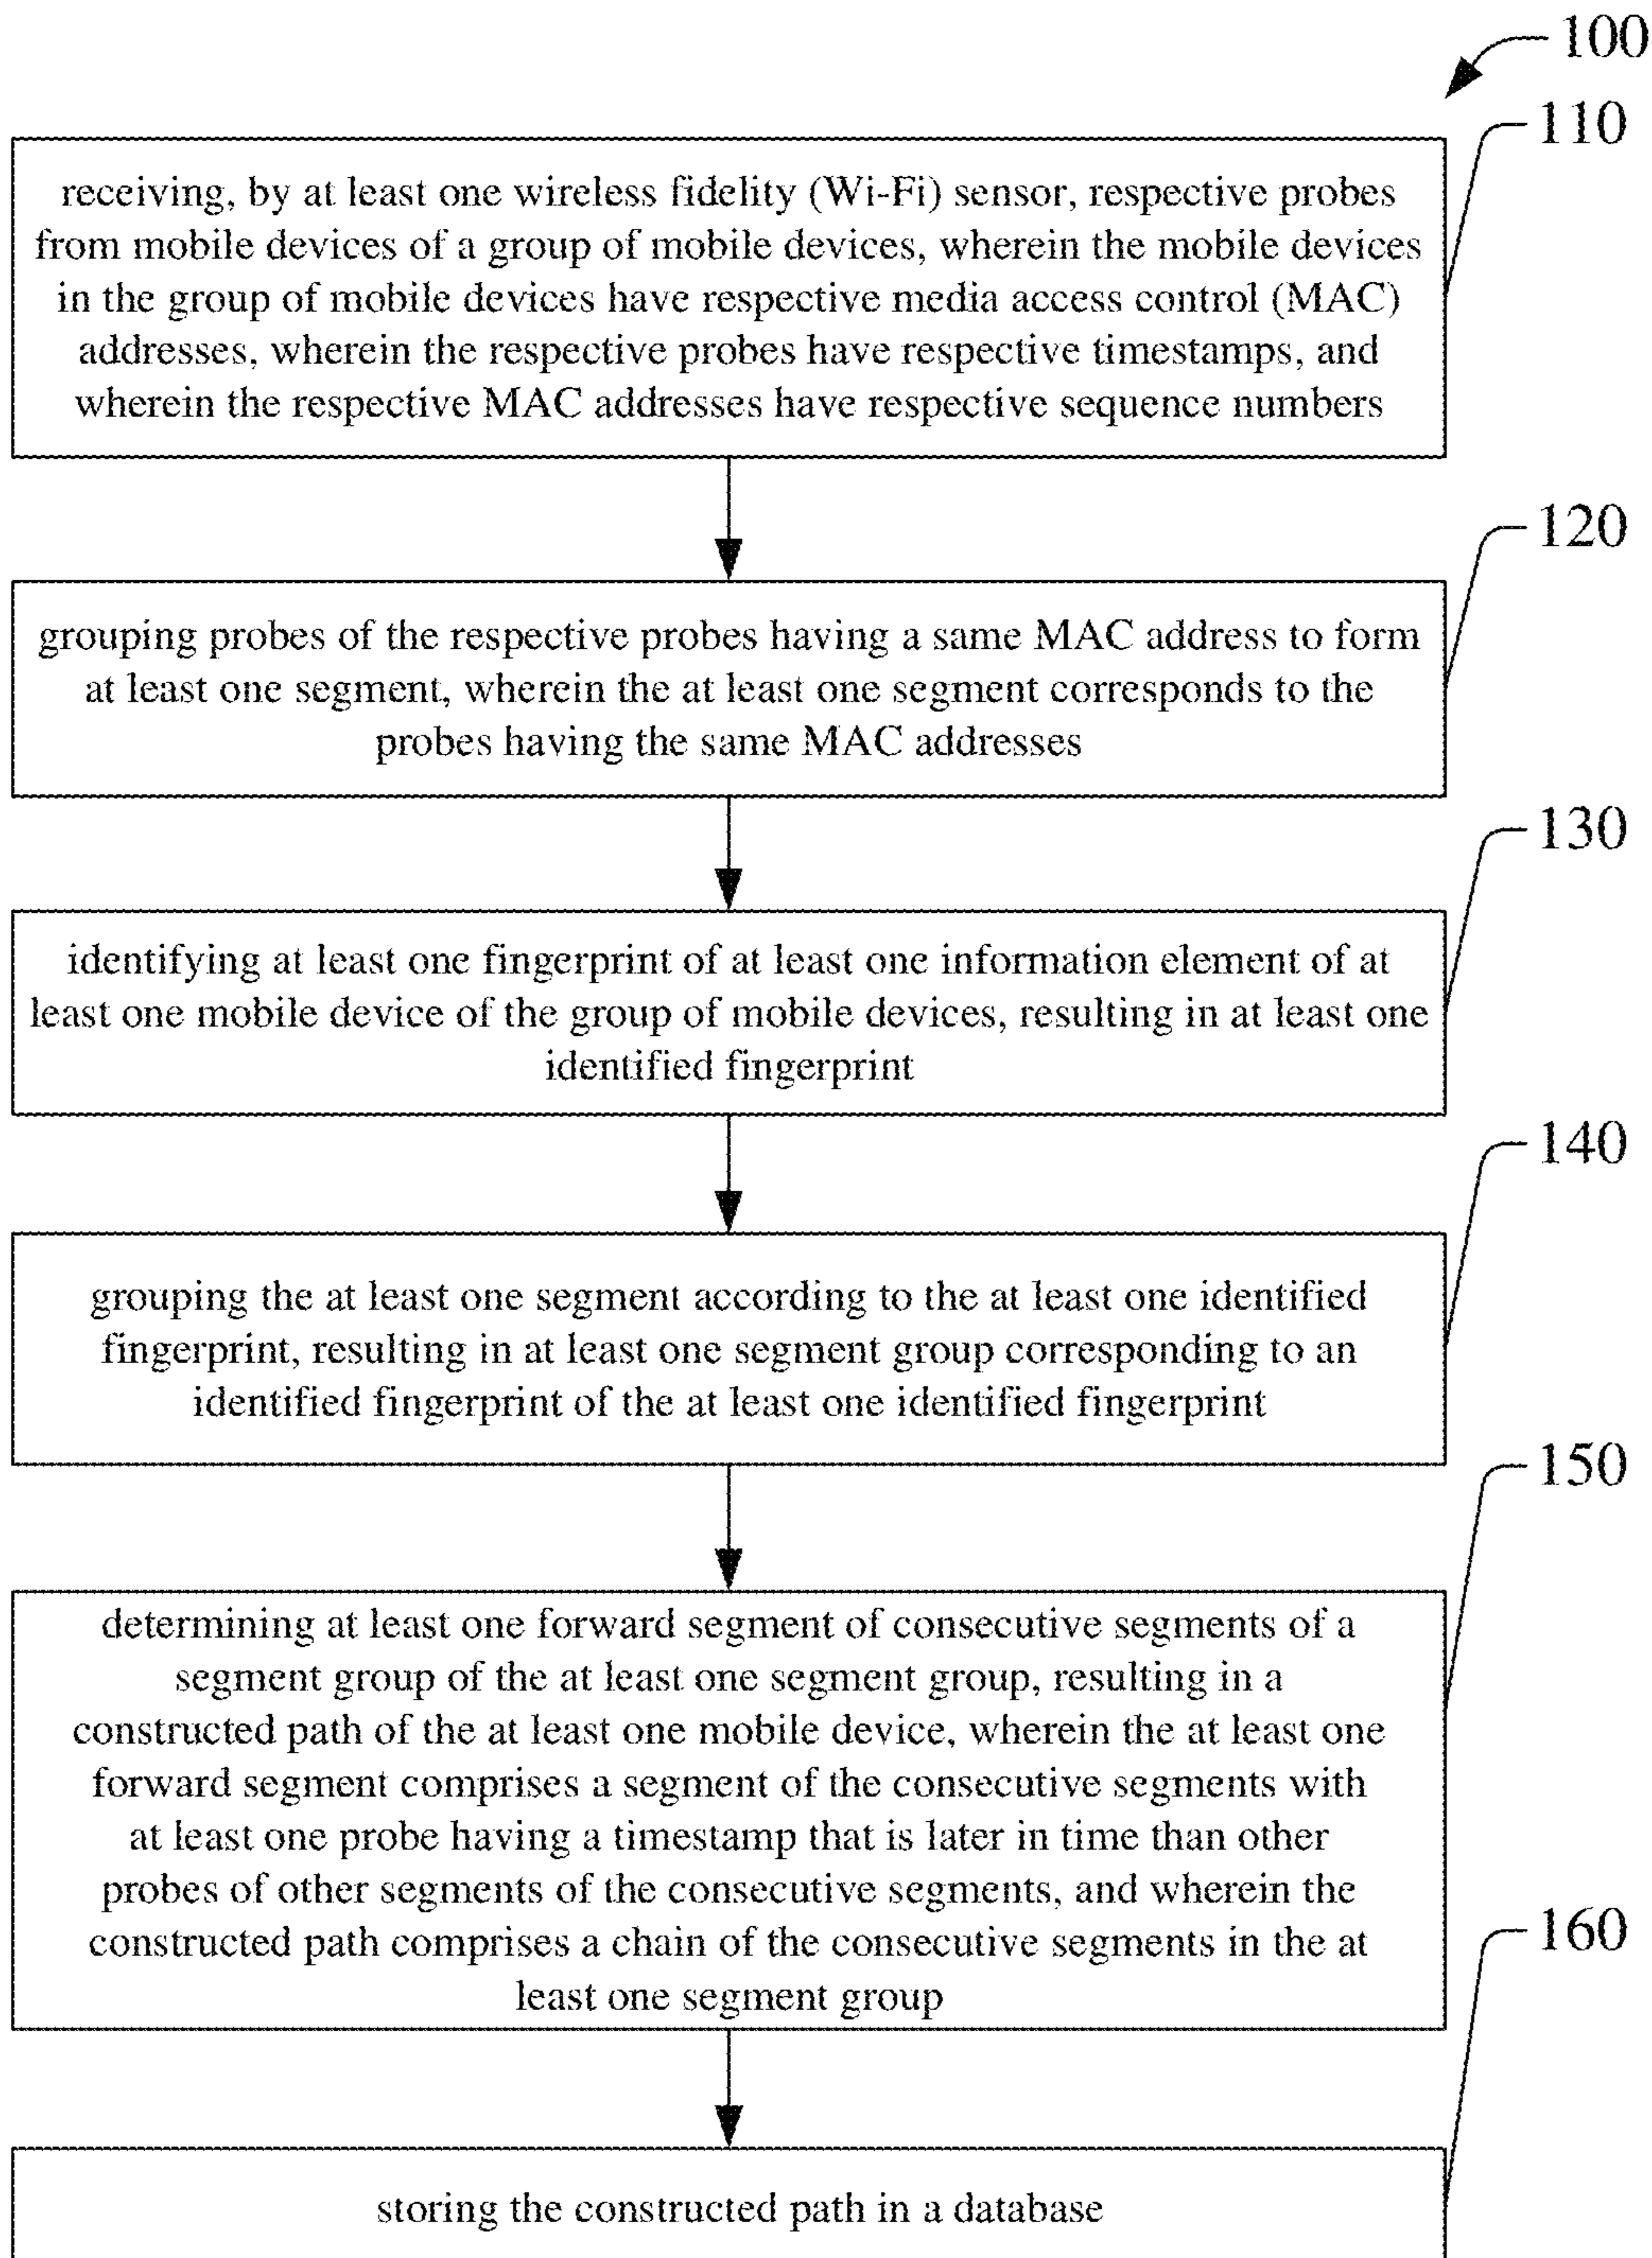 100
110
receiving, by at least one wireless fidelity (Wi-Fi) sensor, respective probes
from mobile devices of a group of mobile devices, wherein the mobile devices
in the group of mobile devices have respective media access control (MAC)
addresses, wherein the respective probes have respective timestamps, and
wherein the respective MAC addresses have respective sequence numbers
120
grouping probes of the respective probes having a same MAC address to form
at least one segment, wherein the at least one segment corresponds to the
probes having the same MAC addresses
130
identifying at least one fingerprint of at least one information element of at
least one mobile device of the group of mobile devices, resulting in at least one
identified fingerprint
140
grouping the at least one segment according to the at least one identified
fingerprint, resulting in at least one segment group corresponding to an
identified fingerprint of the at least one identified fingerprint
150
determining at least one forward segment of consecutive segments of a
segment group of the at least one segment group, resulting in a
constructed path of the at least one mobile device, wherein the at least one
forward segment comprises a segment of the consecutive segments with
at least one probe having a timestamp that is later in time than other
probes of other segments of the consecutive segments, and wherein the
constructed path comprises a chain of the consecutive segments in the at
least one segment group
160
storing the constructed path in a database